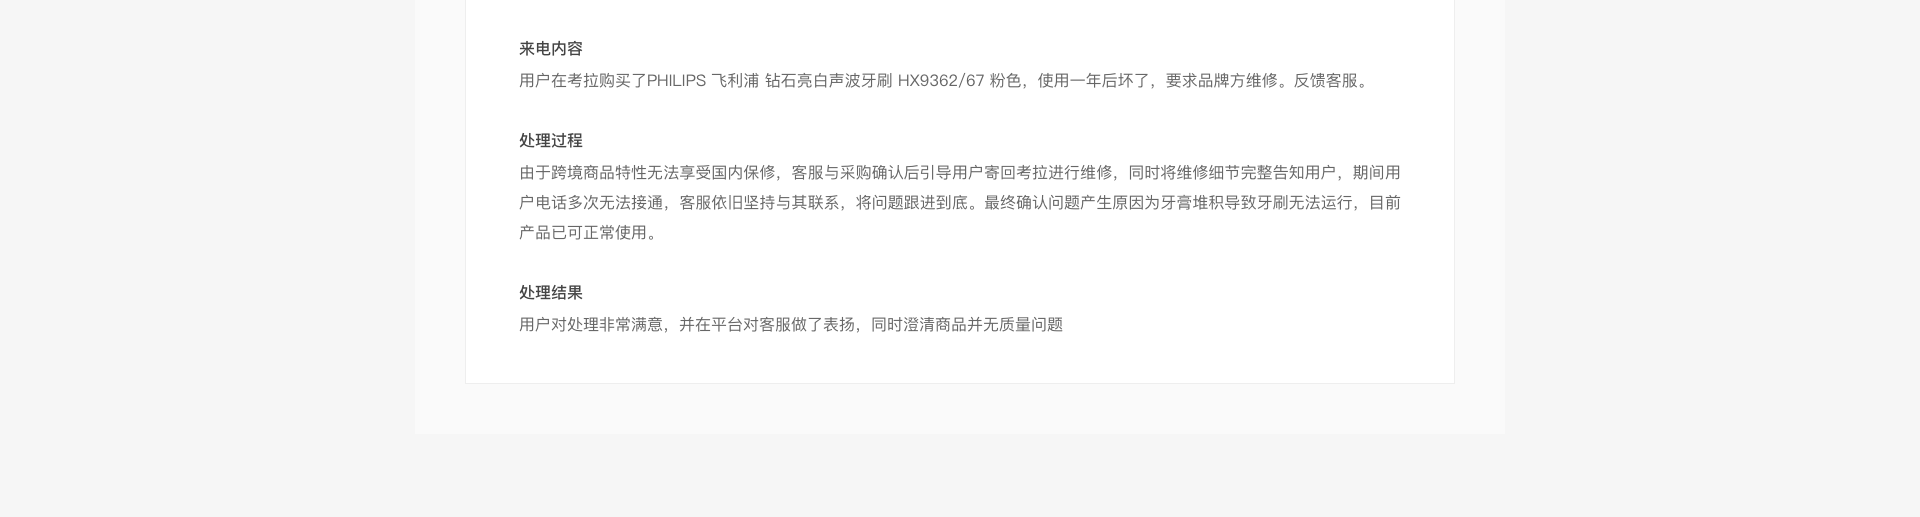 来电内容
用户在考拉购买了PHILIPS 飞利浦 钻石亮白声波牙刷 HX9362/67 粉色，使用一年后坏了，要求品牌方维修。反馈客服。
处理过程
由于跨境商品特性无法享受国内保修，客服与采购确认后引导用户寄回考拉进行维修，同时将维修细节完整告知用户，期间用
户电话多次无法接通，客服依旧坚持与其联系，将问题跟进到底。最终确认问题产生原因为牙膏堆积导致牙刷无法运行，目前
产品已可正常使用。
处理结果
用户对处理非常满意，并在平台对客服做了表扬，同时澄清商品并无质量问题